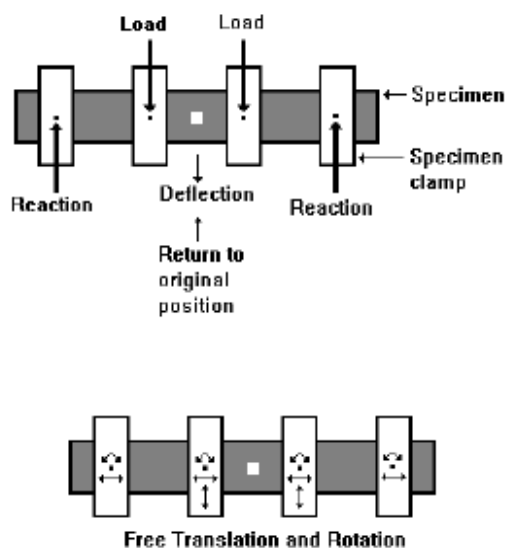 Load
Load
Specimen
Specimen
clamp
Reaction
Deflection
Reaction
Return to
original
position
Free Translation and Rotation